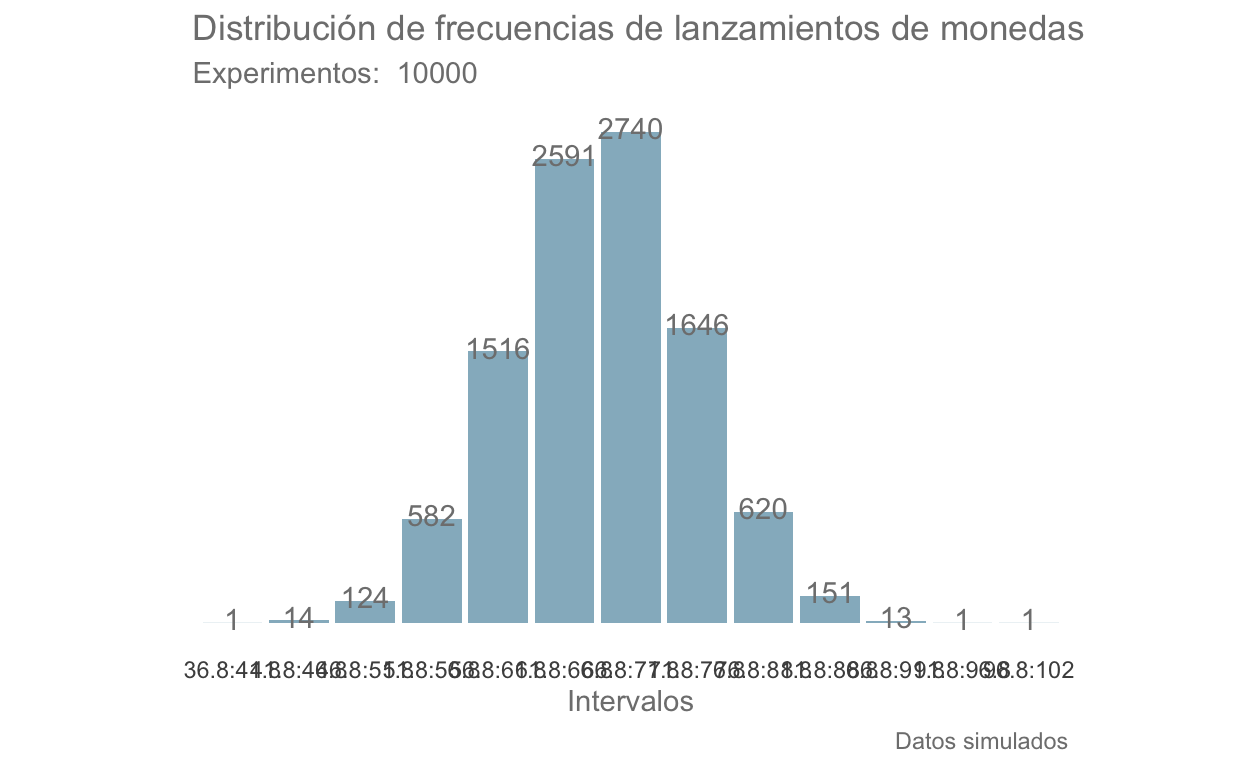 Distribución de frecuencias de lanzamientos de monedas
Experimentos: 10000
2740
2591
1646
1516
620
582
151
124
1 14 13 1 1
Intervalos
Datos simulados